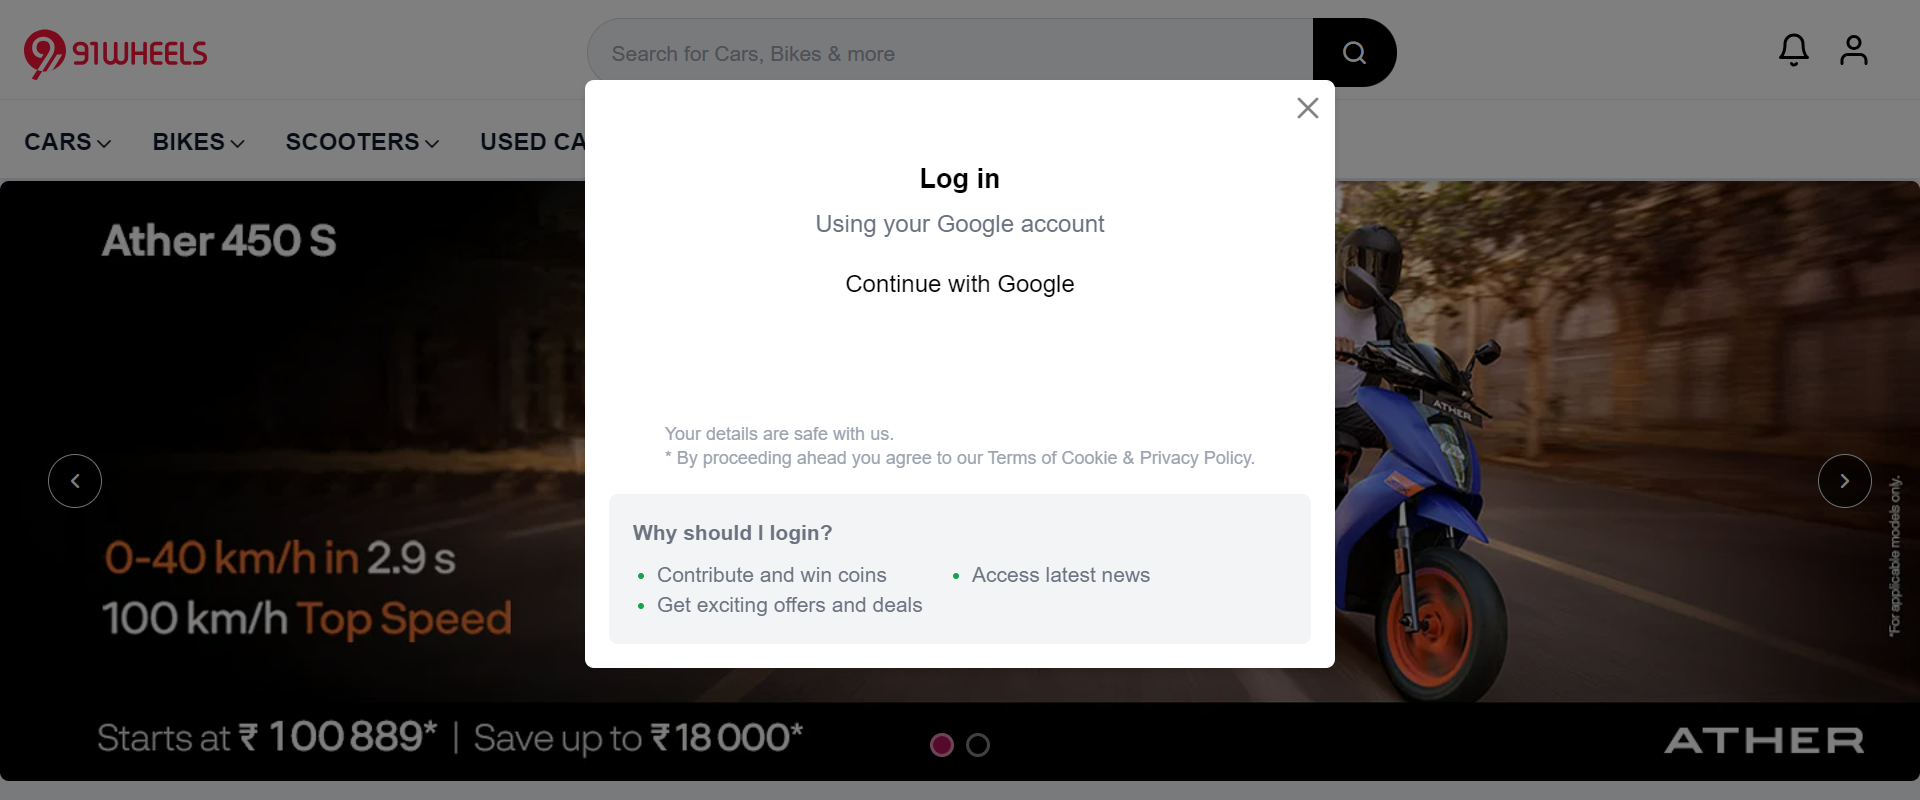 91WHEELS
Search for Cars, Bikes & more
CARS BIKES SCOOTERS USED CA
Log in
Using your Google account
Continue with Google
Your details are safe with us.
* By proceeding ahead you agree to our Terms of Cookie & Privacy Policy.
Why should I login?
Contribute and win coins
Access latest news
Get exciting offers and deals
Ather 450 S
0-40 km/h in 2.9 s
100 km/h Top Speed
ATHER
*For applicable models only.
Starts at ₹ 100 889* | Save up to ₹ 18 000*
ATHER